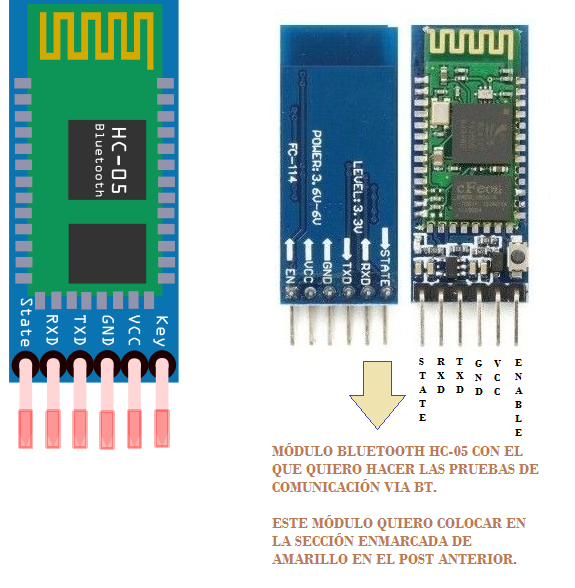 HC-05
Bluetooth
State
RXD
TXD
GND
VCC
Key
FC-114
POWER:3.6V-6V
LEVEL:3.3V
EN
VCC
GND
TXD
RXD
STATE
cFeon
STATE
RXD
TXD
GND
VCC
ENABLE
MÓDULO BLUETOOTH HC-05 CON EL
QUE QUIERO HACER LAS PRUEBAS DE
COMUNICACIÓN VIA BT.
ESTE MÓDULO QUIERO COLOCAR EN
LA SECCIÓN ENMARCADA DE
AMARILLO EN EL POST ANTERIOR.